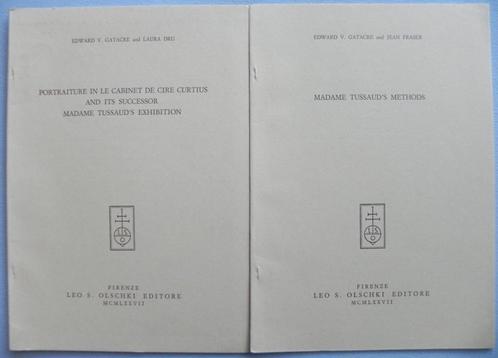 EDWARD V. GATACRE and LAURA DRU
PORTRAITURE IN LE CABINET DE CIRE CURTIUS
AND ITS SUCCESSOR
MADAME TUSSAUD'S EXHIBITION
FIRENZE
LEO S. OLSCHKI EDITORE
MCMLXXVII
EDWARD V. GATACRE and JEAN FRASER
MADAME TUSSAUD'S METHODS
FIRENZE
LEO S. OLSCHKI EDITORE
MCMLXXVII